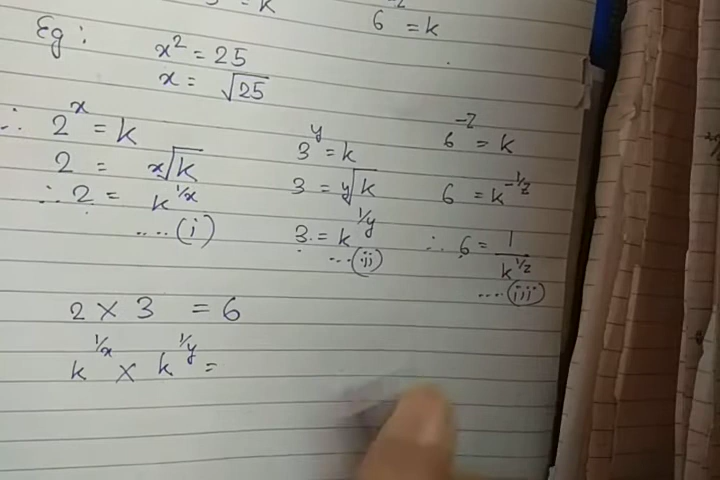 = k
6^-z = k
Eg :
x² = 25
x = √25
∴ 2^x = k 3^y = k 6^-z = k
2 = ˣ√k 3 = ʸ√k 6 = k^-1/z
∴ 2 = k^1/x 3 = k^1/y ∴ 6 = 1/k^1/z
....(i) ...(ii) ....(iii)
2 × 3 = 6
k^1/x × k^1/y =